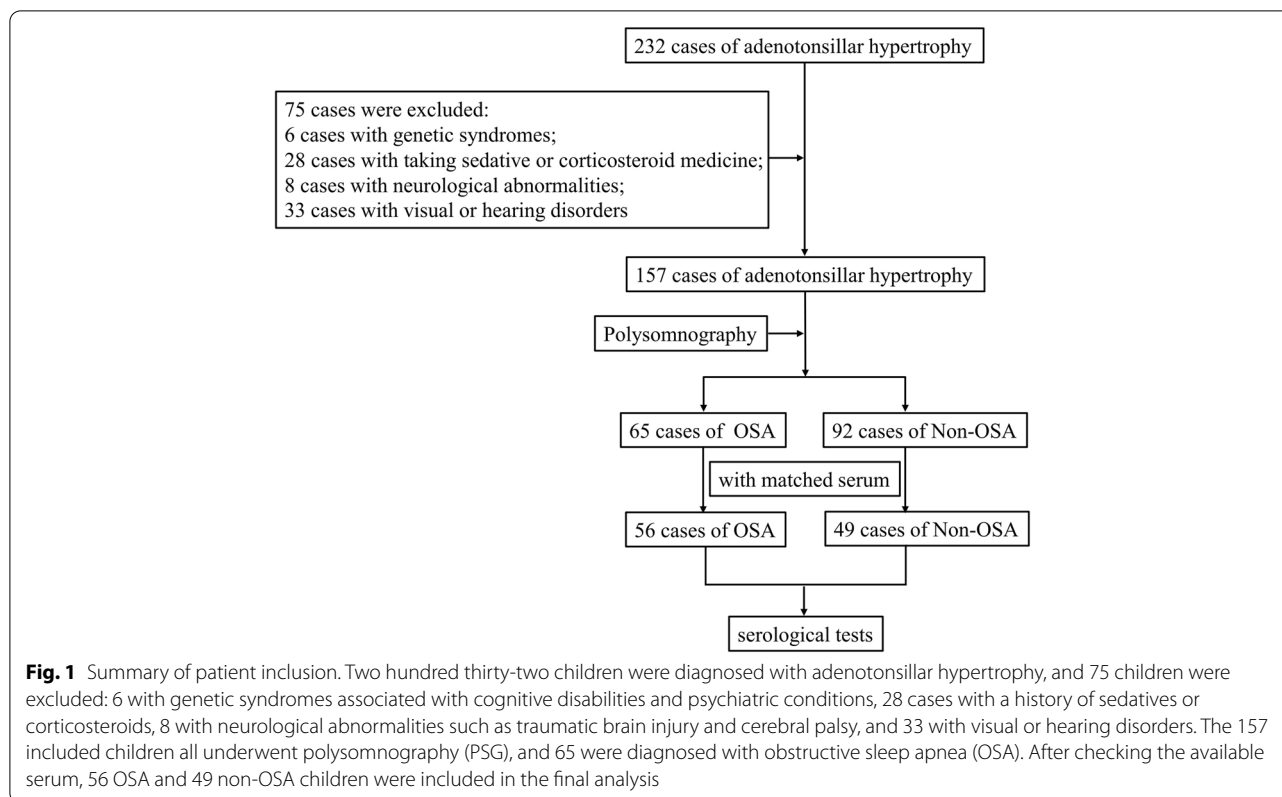 232 cases of adenotonsillar hypertrophy
75 cases were excluded:
6 cases with genetic syndromes;
28 cases with taking sedative or corticosteroid medicine;
8 cases with neurological abnormalities;
33 cases with visual or hearing disorders
157 cases of adenotonsillar hypertrophy
Polysomnography
65 cases of OSA
92 cases of Non-OSA
with matched serum
56 cases of OSA
49 cases of Non-OSA
serological tests
Fig. 1 Summary of patient inclusion. Two hundred thirty-two children were diagnosed with adenotonsillar hypertrophy, and 75 children were
excluded: 6 with genetic syndromes associated with cognitive disabilities and psychiatric conditions, 28 cases with a history of sedatives or
corticosteroids, 8 with neurological abnormalities such as traumatic brain injury and cerebral palsy, and 33 with visual or hearing disorders. The 157
included children all underwent polysomnography (PSG), and 65 were diagnosed with obstructive sleep apnea (OSA). After checking the available
serum, 56 OSA and 49 non-OSA children were included in the final analysis